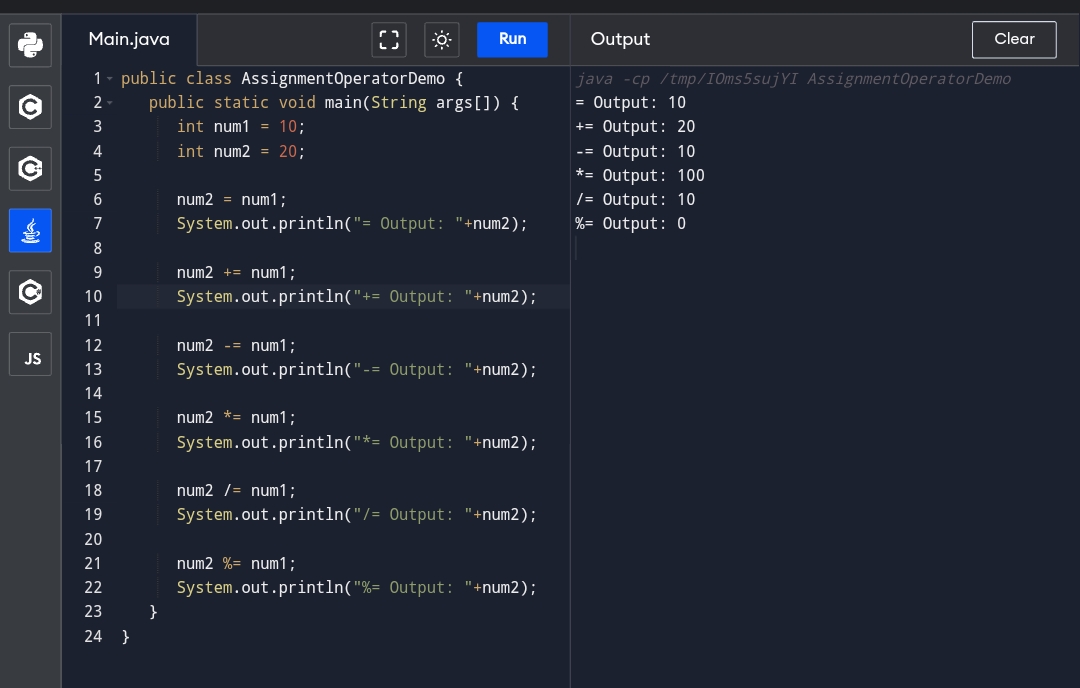 Main.java
Run
Output
Clear
1 public class AssignmentOperatorDemo {
2 public static void main(String args[]) {
3 int num1 = 10;
4 int num2 = 20;
5
6 num2 = num1;
7 System.out.println("= Output: "+num2);
8
9 num2 += num1;
10 System.out.println("+= Output: "+num2);
11
12 num2 -= num1;
13 System.out.println("-= Output: "+num2);
14
15 num2 *= num1;
16 System.out.println("*= Output: "+num2);
17
18 num2 /= num1;
19 System.out.println("/= Output: "+num2);
20
21 num2 %= num1;
22 System.out.println("%= Output: "+num2);
23 }
24 }
java -cp /tmp/IOms5sujYI AssignmentOperatorDemo
= Output: 10
+= Output: 20
-= Output: 10
*= Output: 100
/= Output: 10
%= Output: 0
JS